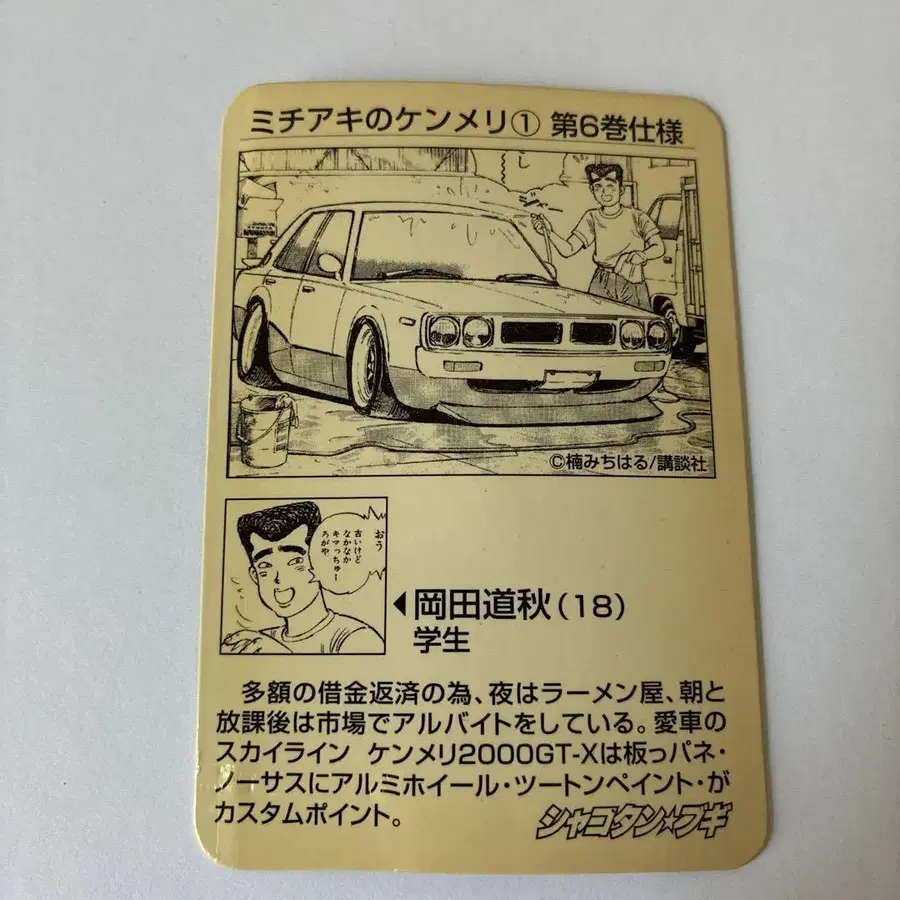 ミチアキのケンメリ① 第6巻仕様
©楠みちはる/講談社
おう
古いけど
なかなか
キマっちゅー
ろがや
◀岡田道秋(18)
学生
多額の借金返済の為、夜はラーメン屋、朝と
放課後は市場でアルバイトをしている。愛車の
スカイライン ケンメリ2000GT-Xは板っパネ・
ノーサスにアルミホイール・ツートンペイント・が
カスタムポイント。
シャコタン★ブギ